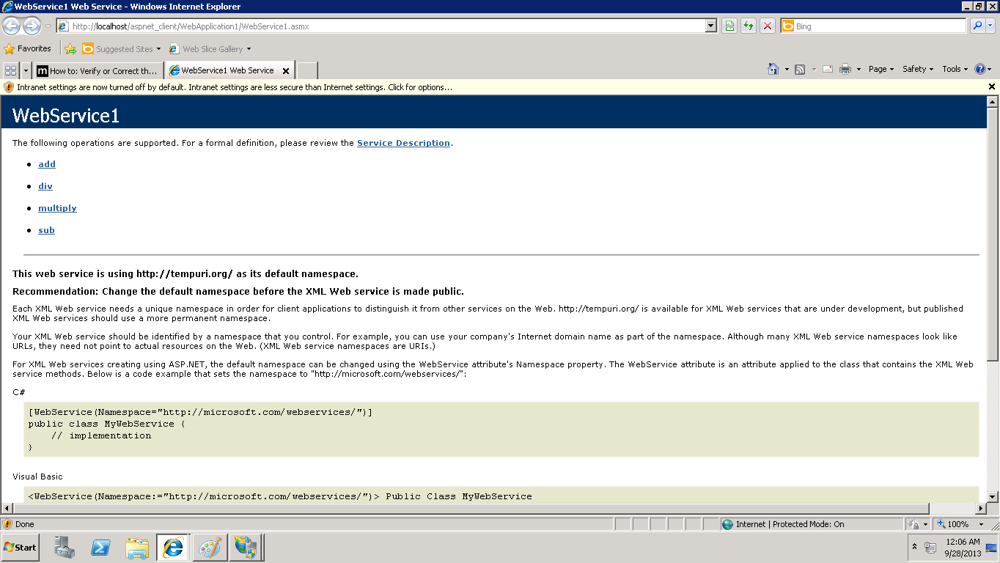 WebService1 Web Service - Windows Internet Explorer
http://localhost/aspnet_client/WebApplication1/WebService1.asmx
Bing
Favorites
Suggested Sites
Web Slice Gallery
How to: Verify or Correct th...
WebService1 Web Service
Page
Safety
Tools
Intranet settings are now turned off by default. Intranet settings are less secure than Internet settings. Click for options...
WebService1
The following operations are supported. For a formal definition, please review the Service Description.
add
div
multiply
sub
This web service is using http://tempuri.org/ as its default namespace.
Recommendation: Change the default namespace before the XML Web service is made public.
Each XML Web service needs a unique namespace in order for client applications to distinguish it from other services on the Web. http://tempuri.org/ is available for XML Web services that are under development, but published
XML Web services should use a more permanent namespace.
Your XML Web service should be identified by a namespace that you control. For example, you can use your company's Internet domain name as part of the namespace. Although many XML Web service namespaces look like
URLs, they need not point to actual resources on the Web. (XML Web service namespaces are URIs.)
For XML Web services creating using ASP.NET, the default namespace can be changed using the WebService attribute's Namespace property. The WebService attribute is an attribute applied to the class that contains the XML Web
service methods. Below is a code example that sets the namespace to "http://microsoft.com/webservices/":
C#
[WebService(Namespace="http://microsoft.com/webservices/")]
public class MyWebService {
// implementation
}
Visual Basic
<WebService(Namespace:="http://microsoft.com/webservices/")> Public Class MyWebService
Done
Internet | Protected Mode: On
100%
Start
12:06 AM
9/28/2013